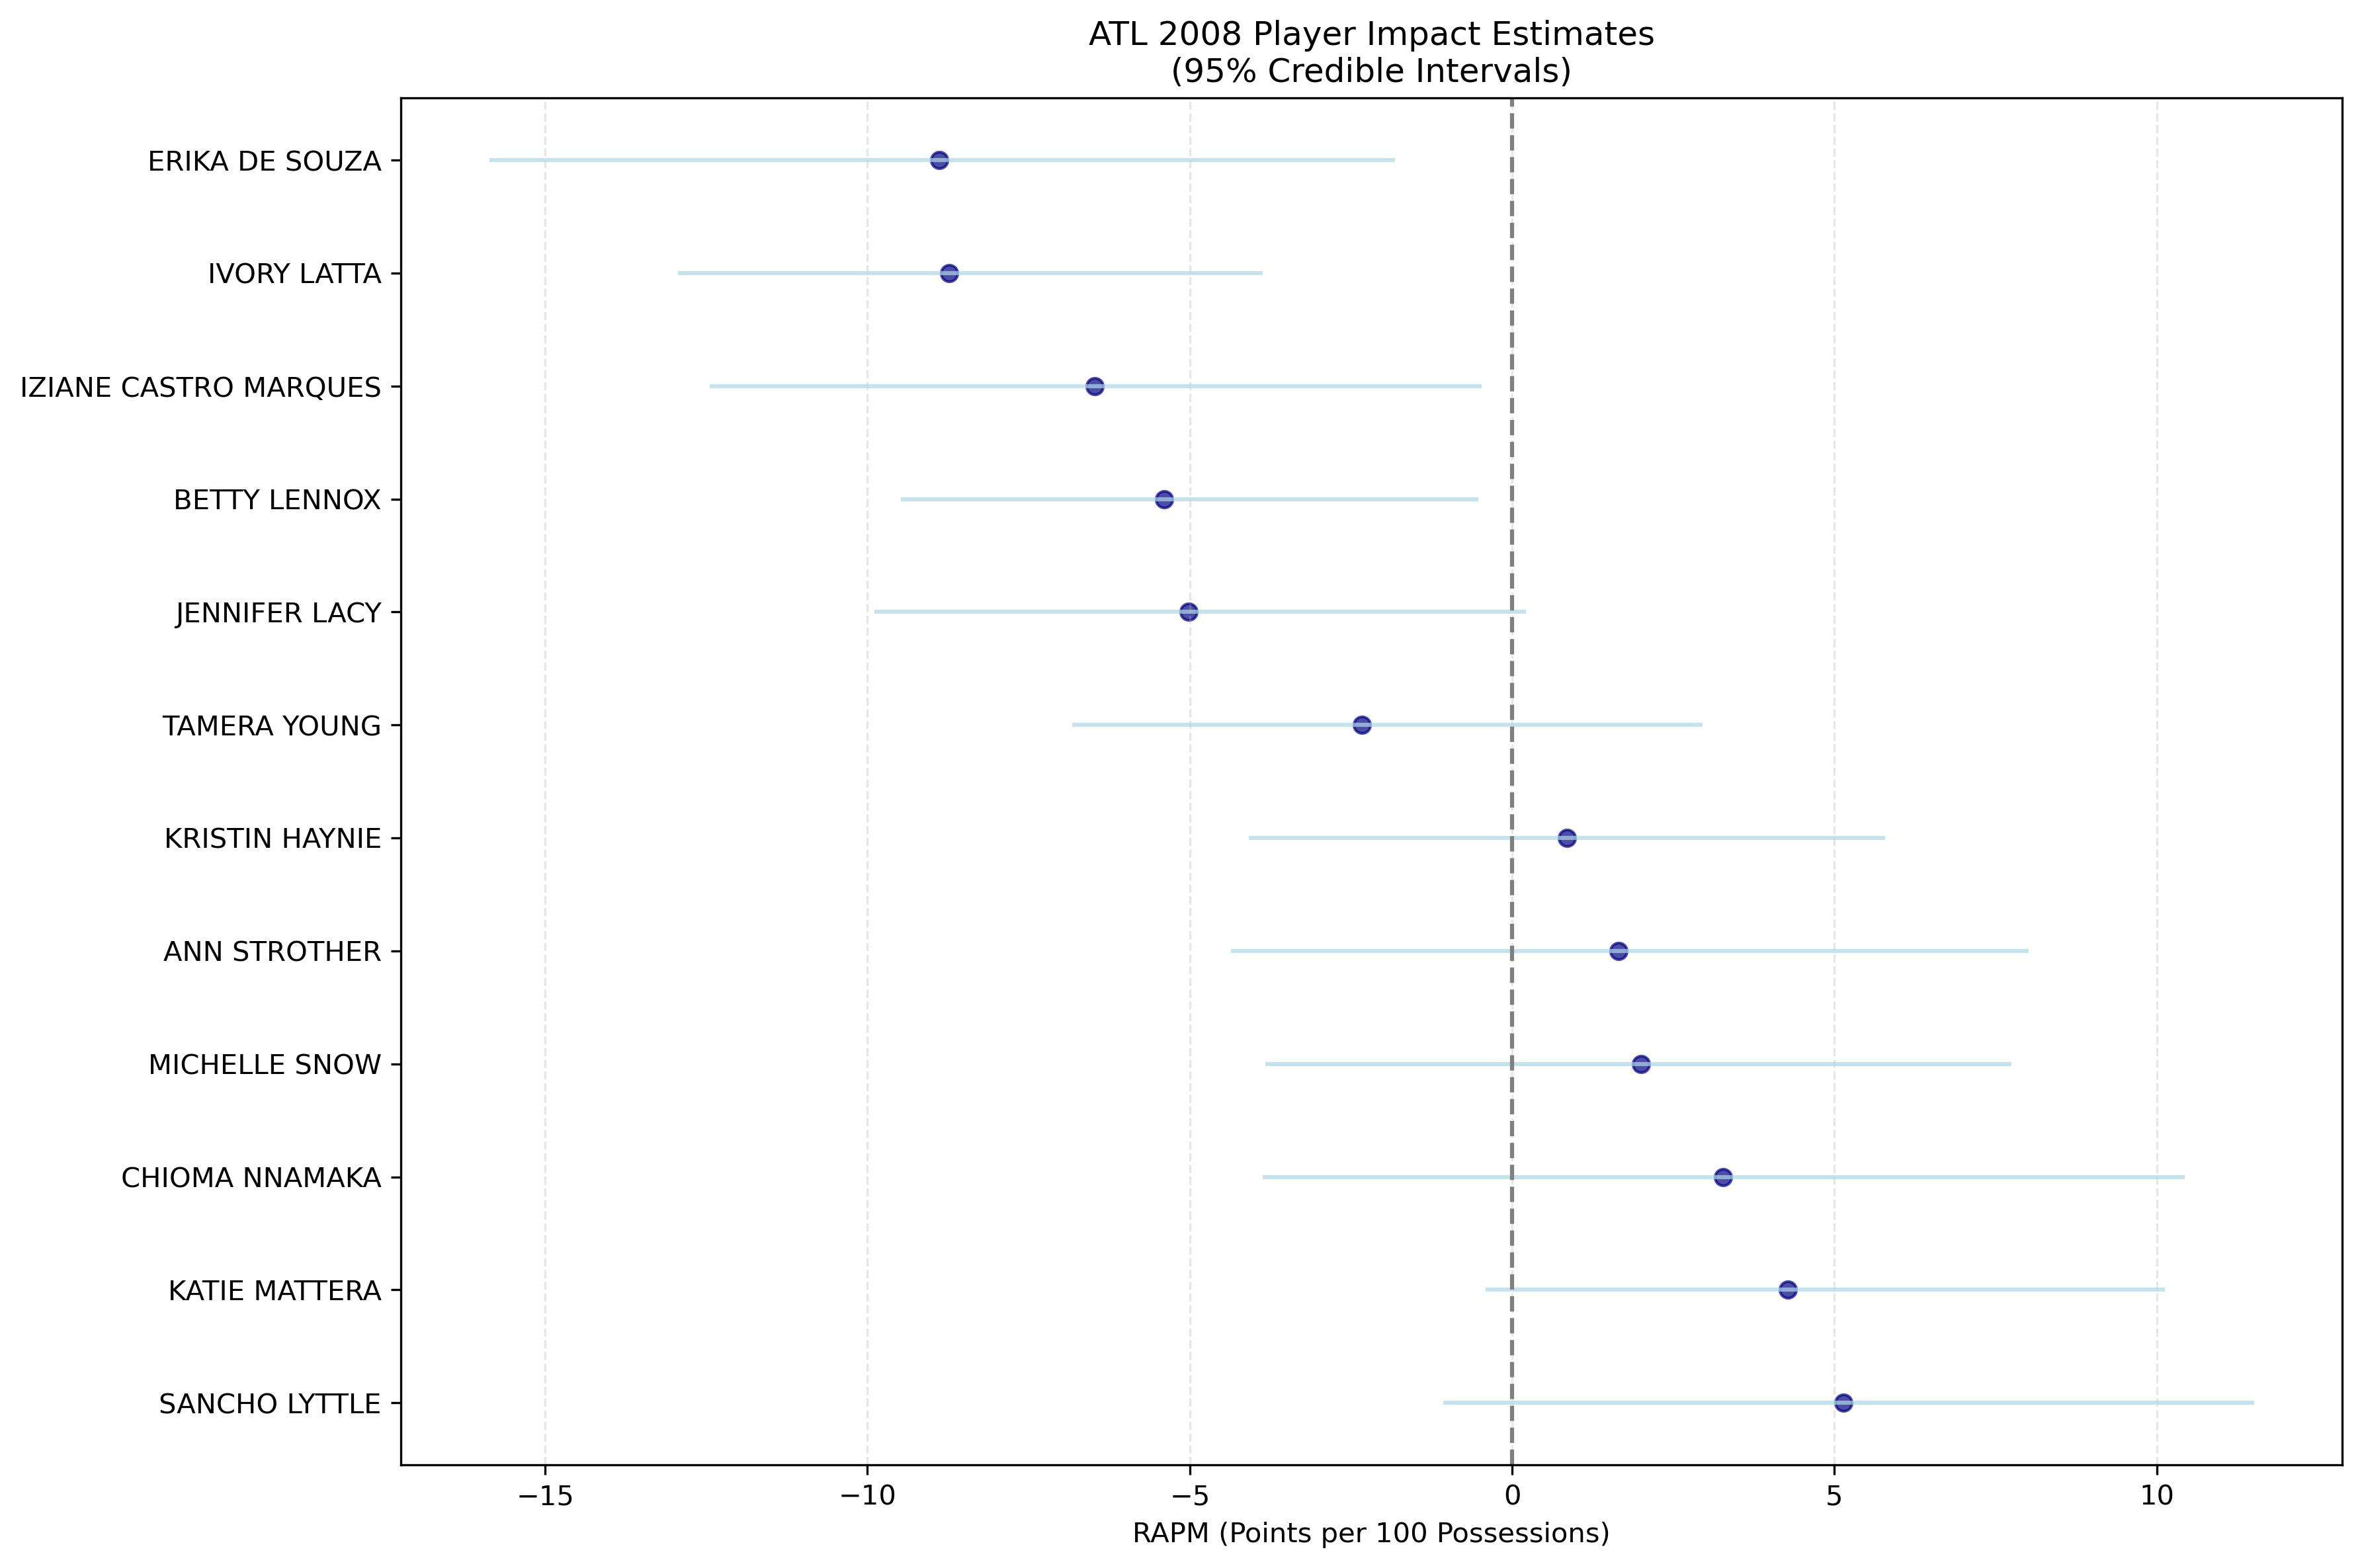 ATL 2008 Player Impact Estimates
(95% Credible Intervals)
ERIKA DE SOUZA
IVORY LATTA
IZIANE CASTRO MARQUES
BETTY LENNOX
JENNIFER LACY
TAMERA YOUNG
KRISTIN HAYNIE
ANN STROTHER
MICHELLE SNOW
CHIOMA NNAMAKA
KATIE MATTERA
SANCHO LYTTLE
−15 −10 −5 0 5 10
RAPM (Points per 100 Possessions)